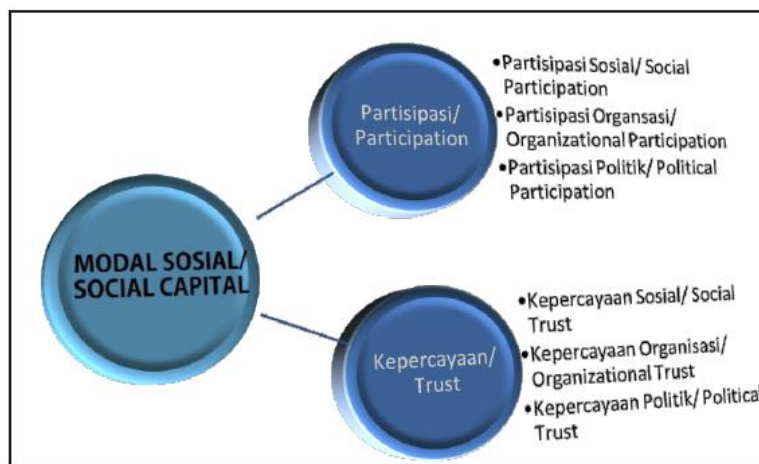 MODAL SOSIAL/
SOCIAL CAPITAL
Partisipasi/
Participation
•Partisipasi Sosial/ Social
Participation
•Partisipasi Organsasi/
Organizational Participation
•Partisipasi Politik/ Political
Participation
Kepercayaan/
Trust
•Kepercayaan Sosial/ Social
Trust
•Kepercayaan Organisasi/
Organizational Trust
•Kepercayaan Politik/ Political
Trust